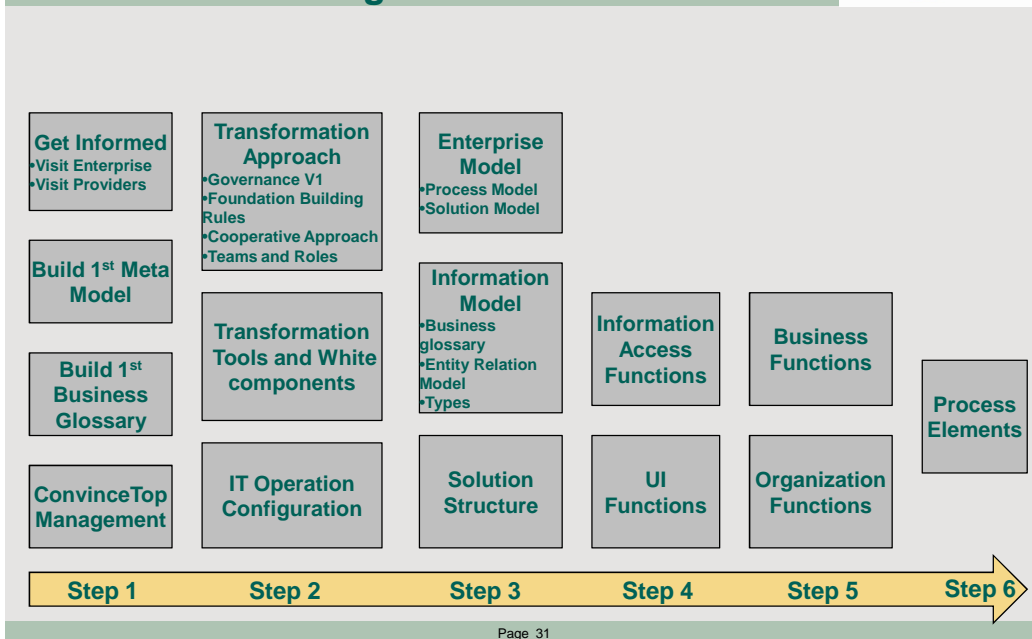 Get Informed
•Visit Enterprise
•Visit Providers
Build 1st Meta
Model
Build 1st
Business
Glossary
ConvinceTop
Management
Transformation
Approach
•Governance V1
•Foundation Building
Rules
•Cooperative Approach
•Teams and Roles
Transformation
Tools and White
components
IT Operation
Configuration
Enterprise
Model
•Process Model
•Solution Model
Information
Model
•Business
glossary
•Entity Relation
Model
•Types
Solution
Structure
Information
Access
Functions
UI
Functions
Business
Functions
Organization
Functions
Process
Elements
Step 1
Step 2
Step 3
Step 4
Step 5
Step 6
Page 31